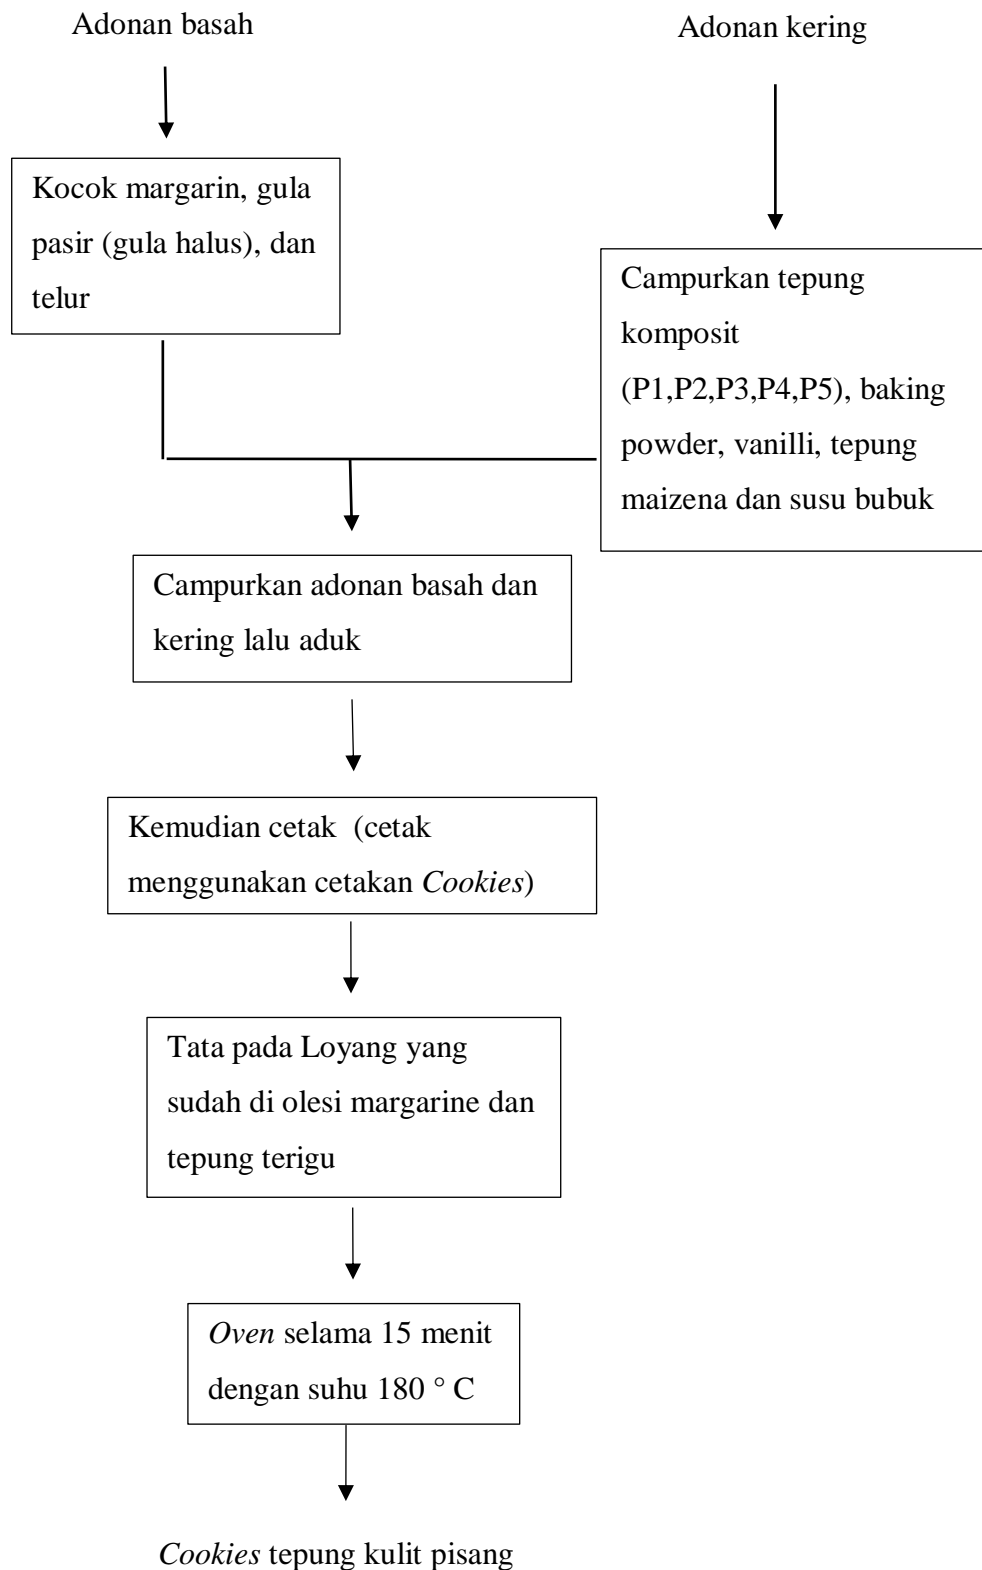 Adonan basah
Adonan kering
Kocok margarin, gula
pasir (gula halus), dan
telur
Campurkan tepung
komposit
(P1,P2,P3,P4,P5), baking
powder, vanilli, tepung
maizena dan susu bubuk
Campurkan adonan basah dan
kering lalu aduk
Kemudian cetak (cetak
menggunakan cetakan Cookies)
Tata pada Loyang yang
sudah di olesi margarine dan
tepung terigu
Oven selama 15 menit
dengan suhu 180 ° C
Cookies tepung kulit pisang